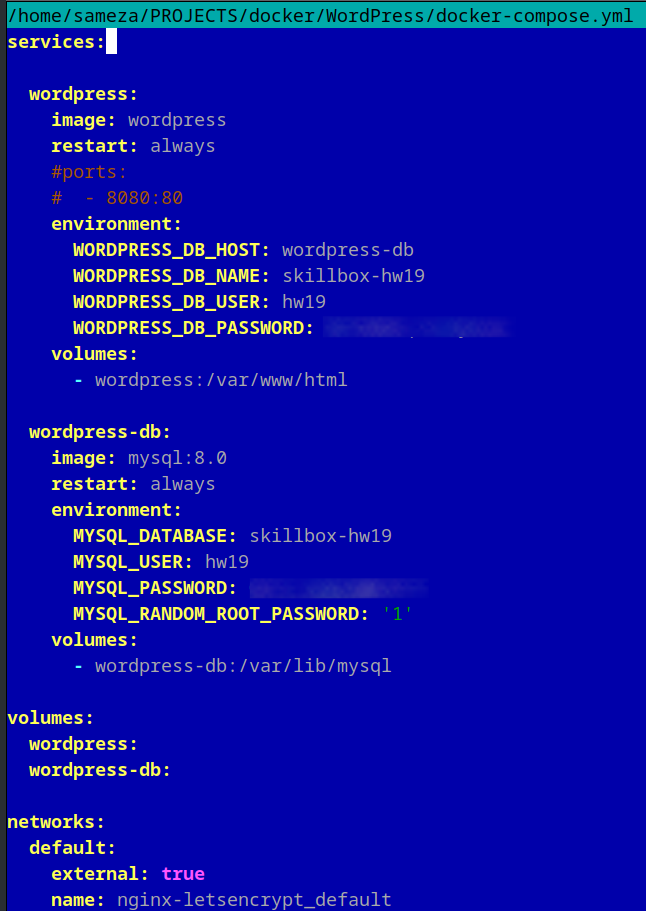 /home/sameza/PROJECTS/docker/WordPress/docker-compose.yml
services:
wordpress:
image: wordpress
restart: always
#ports:
#  - 8080:80
environment:
WORDPRESS_DB_HOST: wordpress-db
WORDPRESS_DB_NAME: skillbox-hw19
WORDPRESS_DB_USER: hw19
WORDPRESS_DB_PASSWORD:
volumes:
- wordpress:/var/www/html
wordpress-db:
image: mysql:8.0
restart: always
environment:
MYSQL_DATABASE: skillbox-hw19
MYSQL_USER: hw19
MYSQL_PASSWORD:
MYSQL_RANDOM_ROOT_PASSWORD: '1'
volumes:
- wordpress-db:/var/lib/mysql
volumes:
wordpress:
wordpress-db:
networks:
default:
external: true
name: nginx-letsencrypt_default